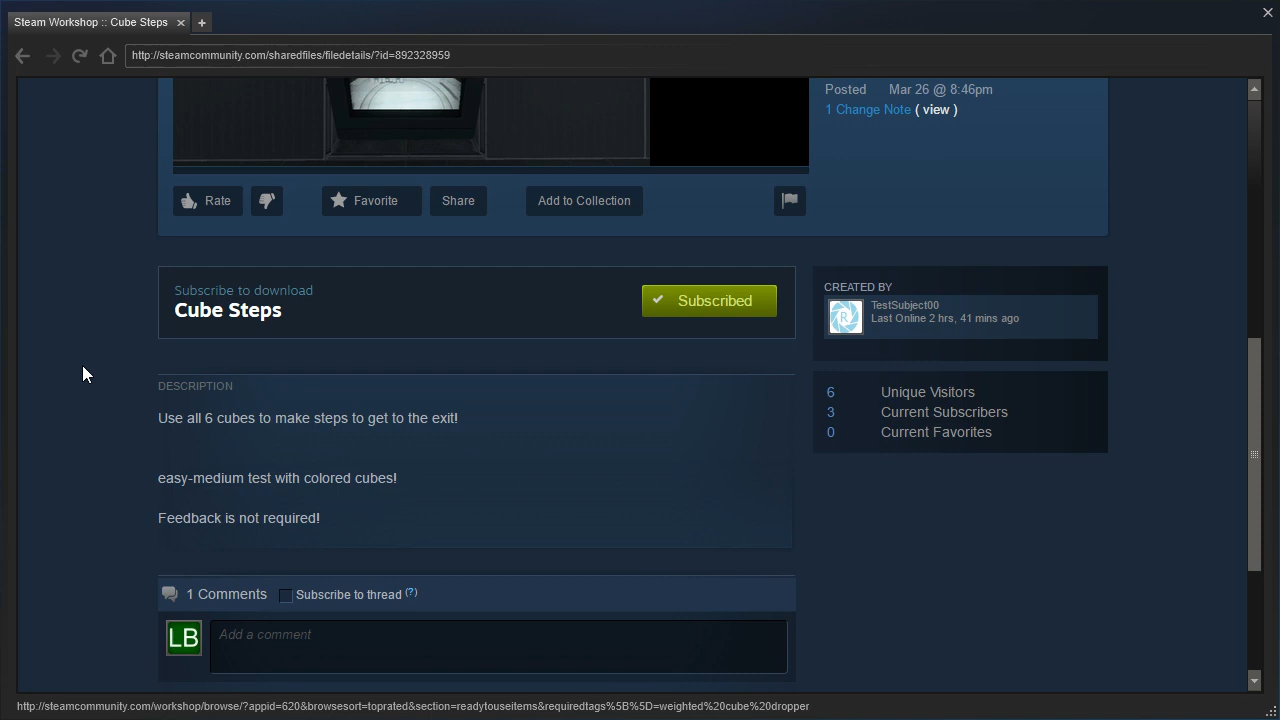 Steam Workshop :: Cube Steps
http://steamcommunity.com/sharedfiles/filedetails/?id=892328959
Posted Mar 26 @ 8:46pm
1 Change Note ( view )
Rate
Favorite
Share
Add to Collection
Subscribe to download
Cube Steps
Subscribed
CREATED BY
TestSubject00
Last Online 2 hrs, 41 mins ago
6 Unique Visitors
3 Current Subscribers
0 Current Favorites
DESCRIPTION
Use all 6 cubes to make steps to get to the exit!
easy-medium test with colored cubes!
Feedback is not required!
1 Comments Subscribe to thread (?)
LB
Add a comment
http://steamcommunity.com/workshop/browse/?appid=620&browsesort=toprated&section=readytouseitems&requiredtags%5B%5D=weighted%20cube%20dropper